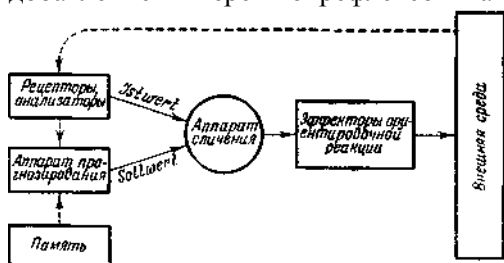 Рецепторы,
анализаторы
Istwert
Аппарат
сличения
Эффекторы ори-
ентировочной
реакции
Внешняя среда
Аппарат про-
гнозирования
Sollwert
Память